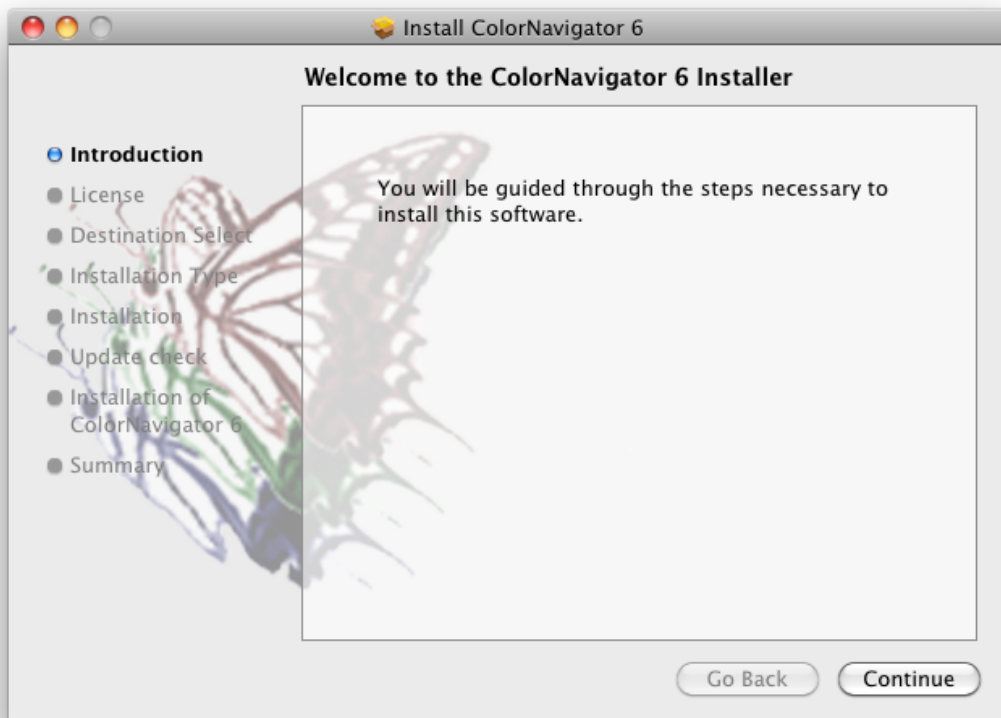 Install ColorNavigator 6
Welcome to the ColorNavigator 6 Installer
Introduction
License
Destination Select
Installation Type
Installation
Update check
Installation of
ColorNavigator 6
Summary
You will be guided through the steps necessary to
install this software.
Go Back
Continue